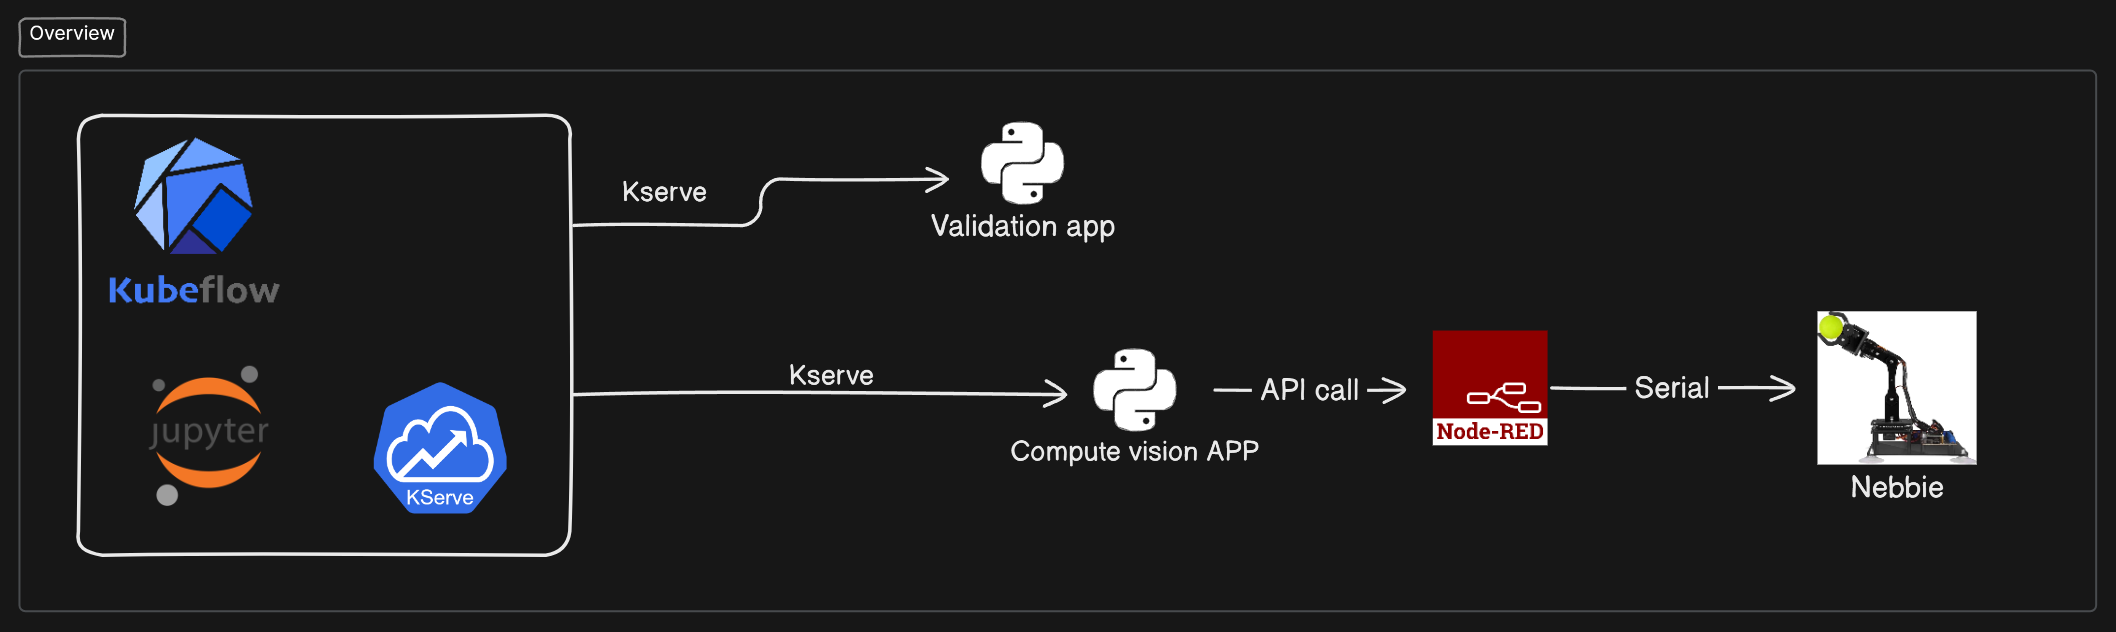 Overview
Kubeflow
jupyter
KServe
Kserve
Validation app
Kserve
Compute vision APP
API call
Node-RED
Serial
Nebbie